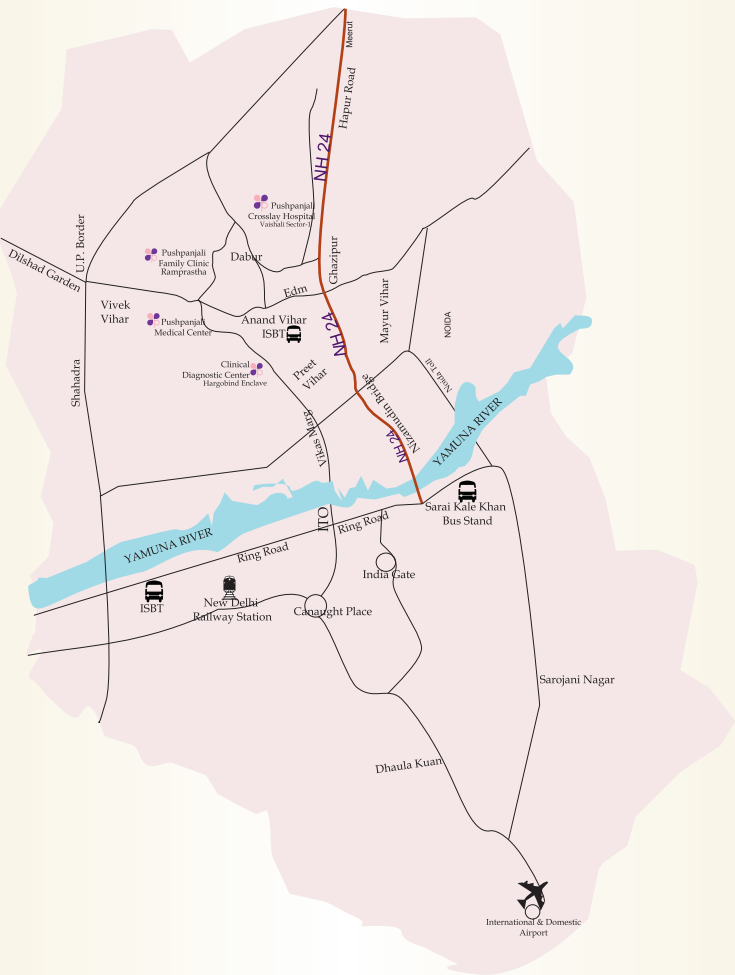 Meerut
Hapur Road
NH 24
Pushpanjali
Crosslay Hospital
Vaishali Sector-1
U.P. Border
Dilshad Garden
Pushpanjali
Family Clinic
Ramprastha
Dabur
Ghazipur
Edm
Vivek
Vihar
Pushpanjali
Medical Center
Anand Vihar
ISBT
NH 24
Mayur Vihar
NOIDA
Shahadra
Clinical
Diagnostic Center
Hargobind Enclave
Preet
Vihar
Noida Toll
Nizamudin Bridge
Vikas Marg
NH 24
YAMUNA RIVER
Sarai Kale Khan
Bus Stand
ITO
Ring Road
YAMUNA RIVER
Ring Road
India Gate
ISBT
New Delhi
Railway Station
Canaught Place
Sarojani Nagar
Dhaula Kuan
International & Domestic
Airport